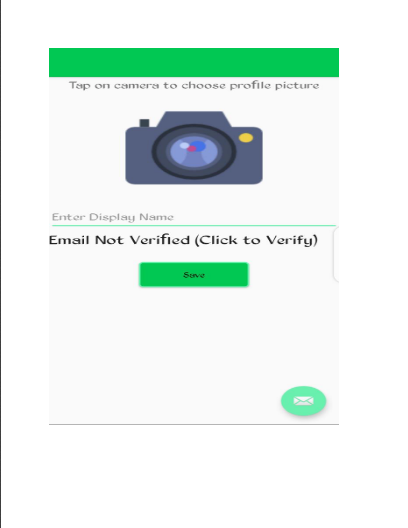 Tap on camera to choose profile picture
Enter Display Name
Email Not Verified (Click to Verify)
Save